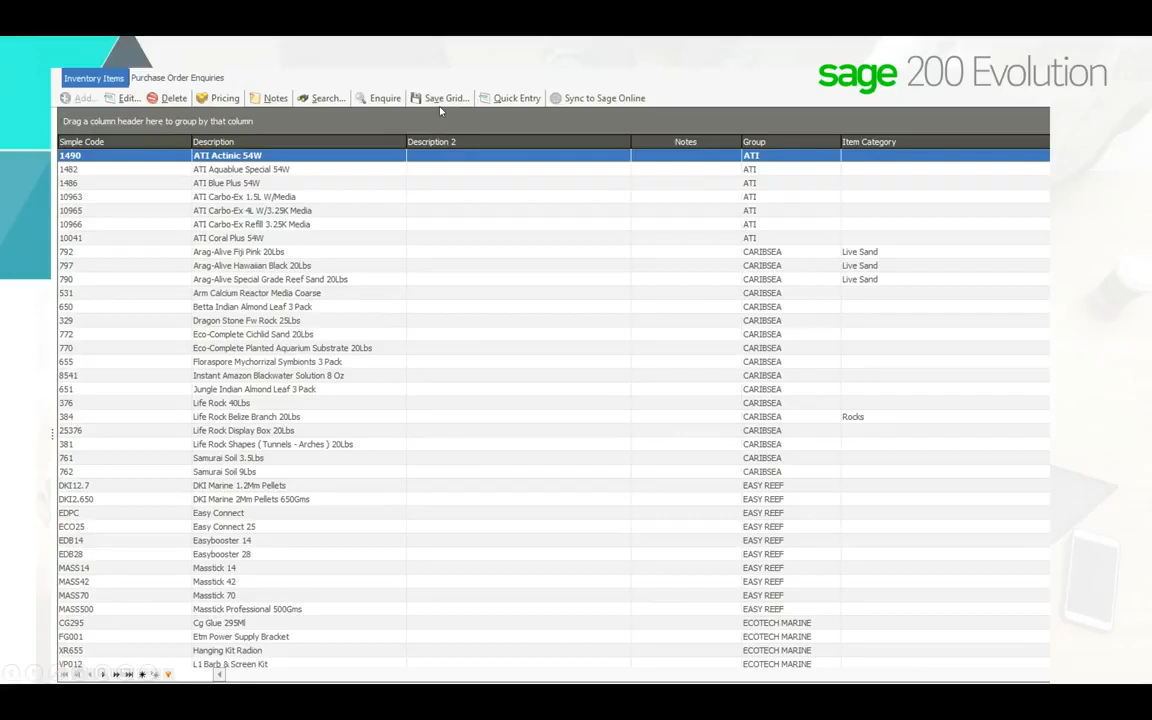 sage 200 Evolution
Inventory Items Purchase Order Enquiries
Add... Edit... Delete Pricing Notes Search... Enquire Save Grid... Quick Entry Sync to Sage Online
Drag a column header here to group by that column
Simple Code Description Description 2 Notes Group Item Category
1490 ATI Actinic 54W ATI
1482 ATI Aquablue Special 54W ATI
1486 ATI Blue Plus 54W ATI
10963 ATI Carbo-Ex 1.5L W/Media ATI
10965 ATI Carbo-Ex 4L W/3.25K Media ATI
10966 ATI Carbo-Ex Refill 3.25K Media ATI
10041 ATI Coral Plus 54W ATI
792 Arag-Alive Fiji Pink 20Lbs CARIBSEA Live Sand
797 Arag-Alive Hawaiian Black 20Lbs CARIBSEA Live Sand
790 Arag-Alive Special Grade Reef Sand 20Lbs CARIBSEA Live Sand
531 Arm Calcium Reactor Media Coarse CARIBSEA
650 Betta Indian Almond Leaf 3 Pack CARIBSEA
329 Dragon Stone Fw Rock 25Lbs CARIBSEA
772 Eco-Complete Cichlid Sand 20Lbs CARIBSEA
770 Eco-Complete Planted Aquarium Substrate 20Lbs CARIBSEA
655 Floraspore Mychorrizal Symbionts 3 Pack CARIBSEA
8541 Instant Amazon Blackwater Solution 8 Oz CARIBSEA
651 Jungle Indian Almond Leaf 3 Pack CARIBSEA
376 Life Rock 40Lbs CARIBSEA
384 Life Rock Belize Branch 20Lbs CARIBSEA Rocks
25376 Life Rock Display Box 20Lbs CARIBSEA
381 Life Rock Shapes ( Tunnels - Arches ) 20Lbs CARIBSEA
761 Samurai Soil 3.5Lbs CARIBSEA
762 Samurai Soil 9Lbs CARIBSEA
DKI12.7 DKI Marine 1.2Mm Pellets EASY REEF
DKI2.650 DKI Marine 2Mm Pellets 650Gms EASY REEF
EDPC Easy Connect EASY REEF
ECO25 Easy Connect 25 EASY REEF
EDB14 Easybooster 14 EASY REEF
EDB28 Easybooster 28 EASY REEF
MASS14 Masstick 14 EASY REEF
MASS42 Masstick 42 EASY REEF
MASS70 Masstick 70 EASY REEF
MASS500 Masstick Professional 500Gms EASY REEF
CG295 Cg Glue 295Ml ECOTECH MARINE
FG001 Etm Power Supply Bracket ECOTECH MARINE
XR655 Hanging Kit Radion ECOTECH MARINE
VP012 L1 Barb & Screen Kit ECOTECH MARINE